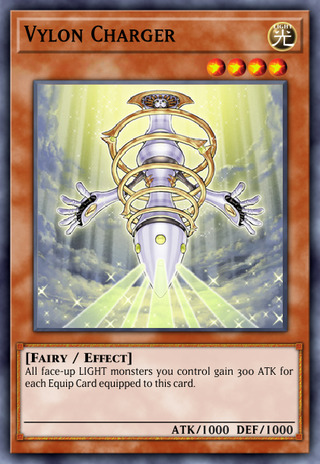 Vylon Charger
LIGHT
光
[Fairy / Effect]
All face-up LIGHT monsters you control gain 300 ATK for
each Equip Card equipped to this card.
ATK/1000 DEF/1000